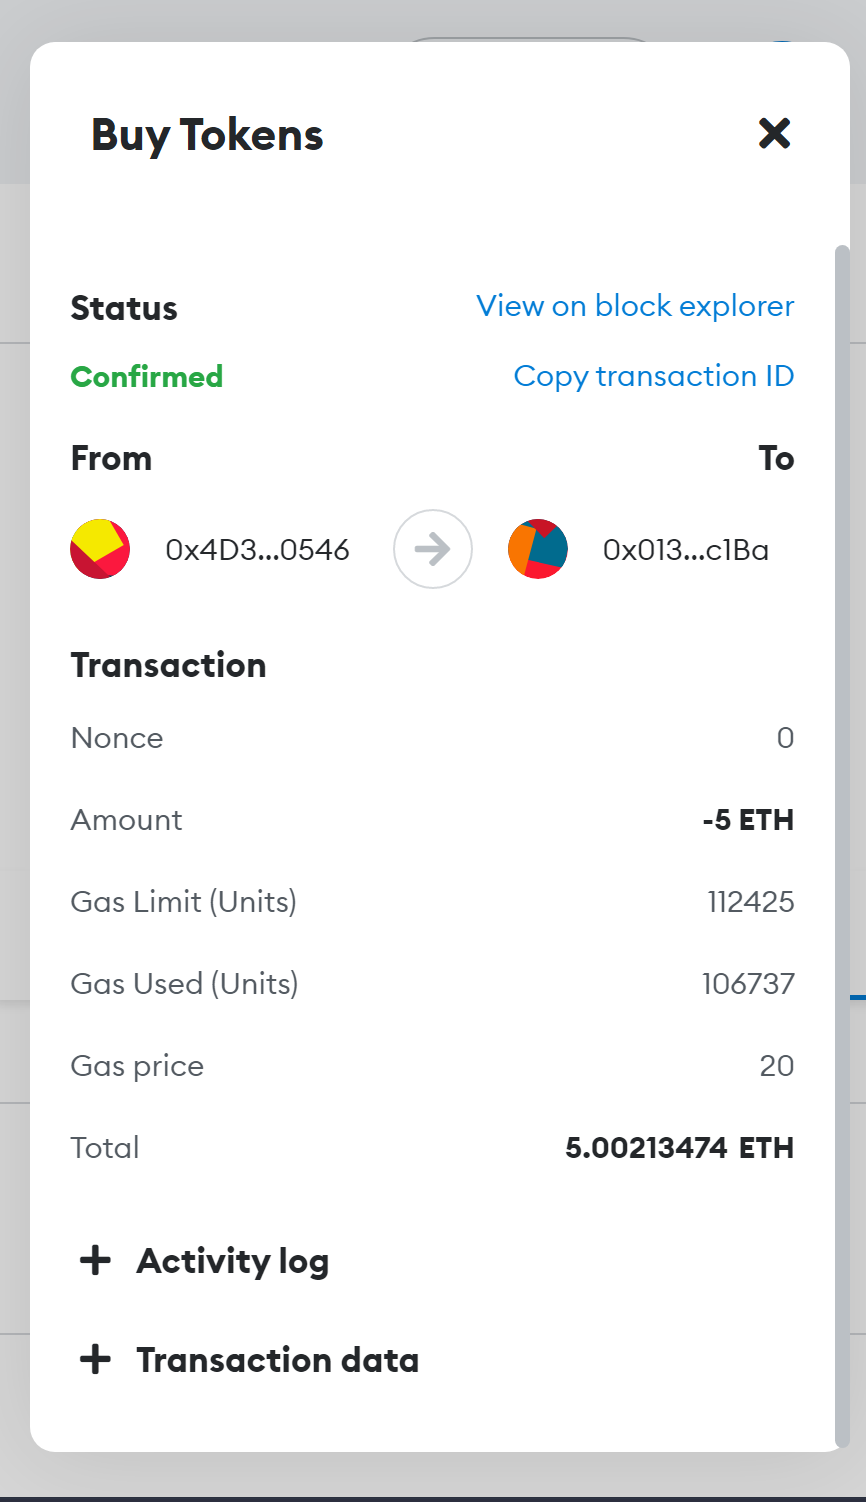 Buy Tokens
Status View on block explorer
Confirmed Copy transaction ID
From To
0x4D3...0546 0x013...c1Ba
Transaction
Nonce 0
Amount -5 ETH
Gas Limit (Units) 112425
Gas Used (Units) 106737
Gas price 20
Total 5.00213474 ETH
Activity log
Transaction data